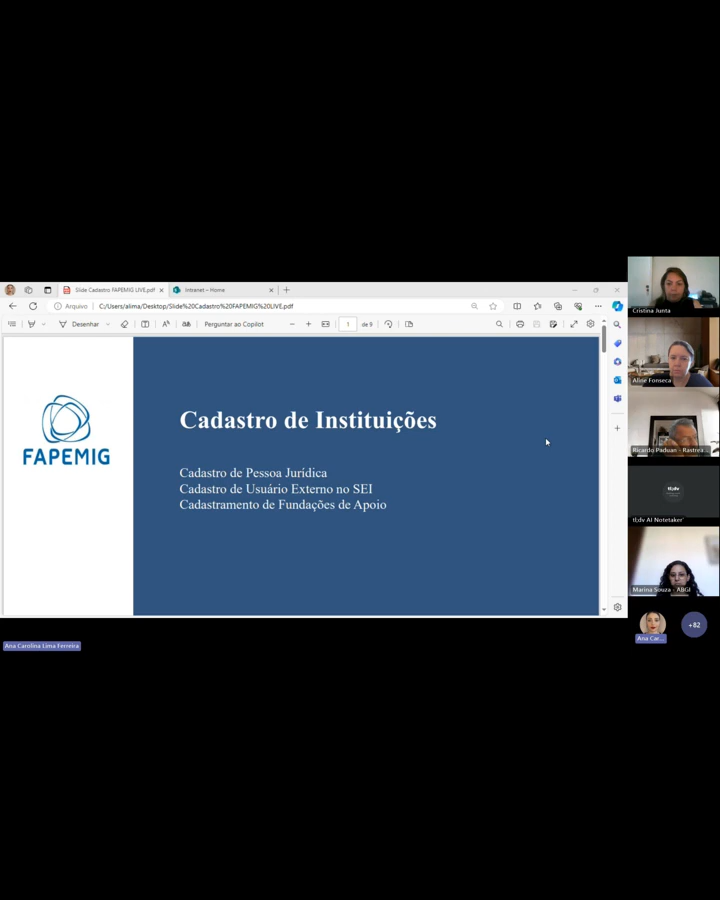 Slide Cadastro FAPEMIG LIVE.pdf
Intranet – Home
Arquivo
C:/Users/alima/Desktop/Slide%20Cadastro%20FAPEMIG%20LIVE.pdf
Desenhar
Perguntar ao Copilot
1
de 9
FAPEMIG
Cadastro de Instituições
Cadastro de Pessoa Jurídica
Cadastro de Usuário Externo no SEI
Cadastramento de Fundações de Apoio
Cristina Junta
Aline Fonseca
Ricardo Paduan - Rastrea...
tl;dv
tl;dv AI Notetaker
Marina Souza - ABGI
Ana Car...
+82
Ana Carolina Lima Ferreira